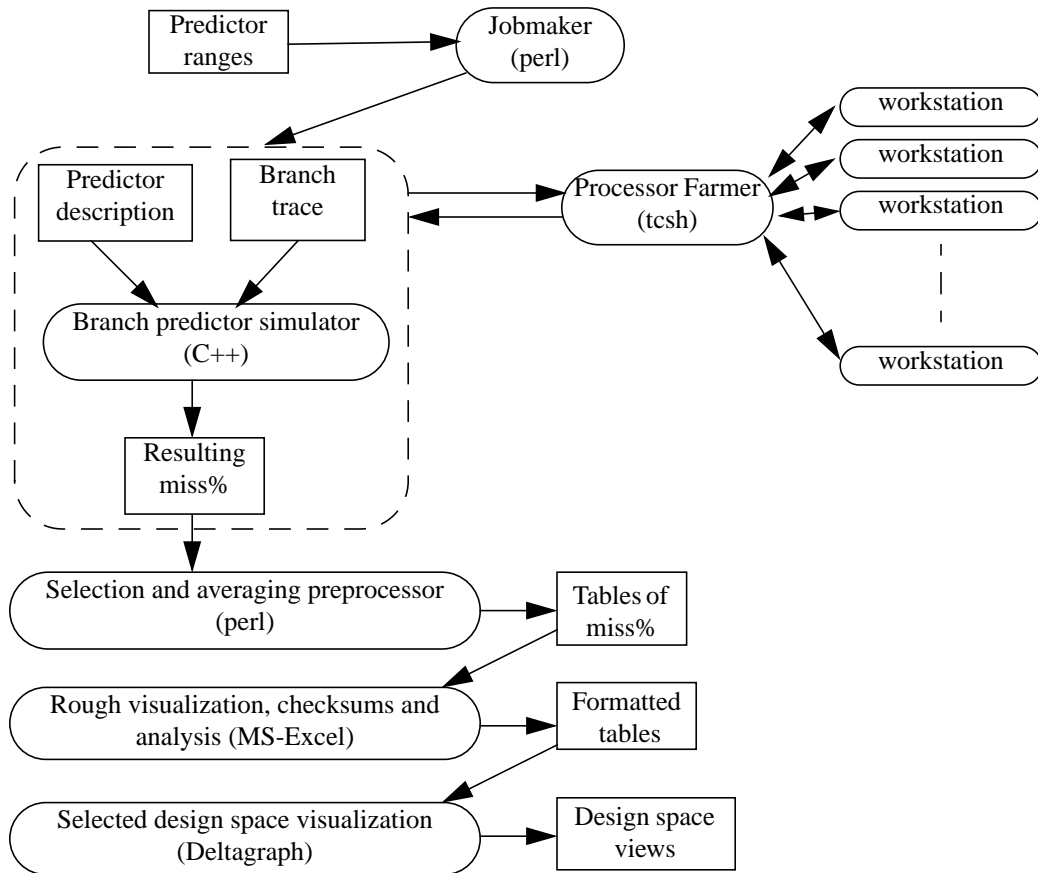 Predictor
ranges
Jobmaker
(perl)
workstation
workstation
workstation
workstation
Predictor
description
Branch
trace
Processor Farmer
(tcsh)
Branch predictor simulator
(C++)
Resulting
miss%
Selection and averaging preprocessor
(perl)
Tables of
miss%
Rough visualization, checksums and
analysis (MS-Excel)
Formatted
tables
Selected design space visualization
(Deltagraph)
Design space
views